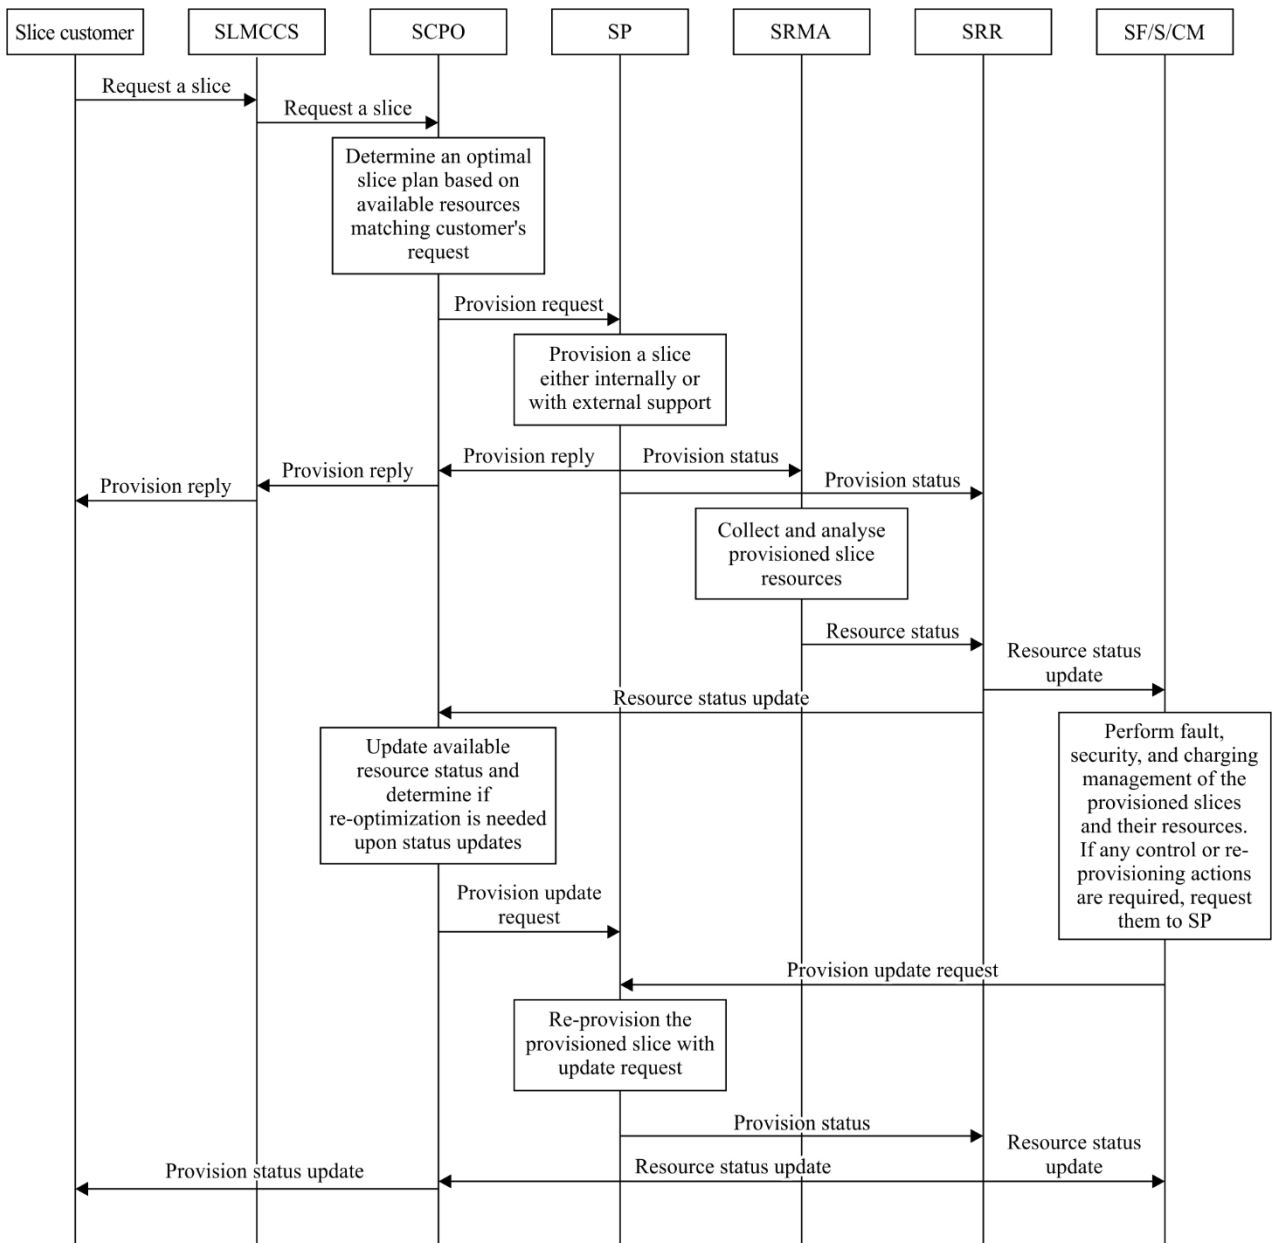 Slice customer
SLMCCS
SCPO
SP
SRMA
SRR
SF/S/CM
Request a slice
Request a slice
Determine an optimal
slice plan based on
available resources
matching customer's
request
Provision request
Provision a slice
either internally or
with external support
Provision reply
Provision status
Provision reply
Provision reply
Provision status
Collect and analyse
provisioned slice
resources
Resource status
Resource status
update
Resource status update
Update available
resource status and
determine if
re-optimization is needed
upon status updates
Perform fault,
security, and charging
management of the
provisioned slices
and their resources.
If any control or re-
provisioning actions
are required, request
them to SP
Provision update
request
Provision update request
Re-provision the
provisioned slice with
update request
Provision status
Resource status
update
Resource status update
Provision status update